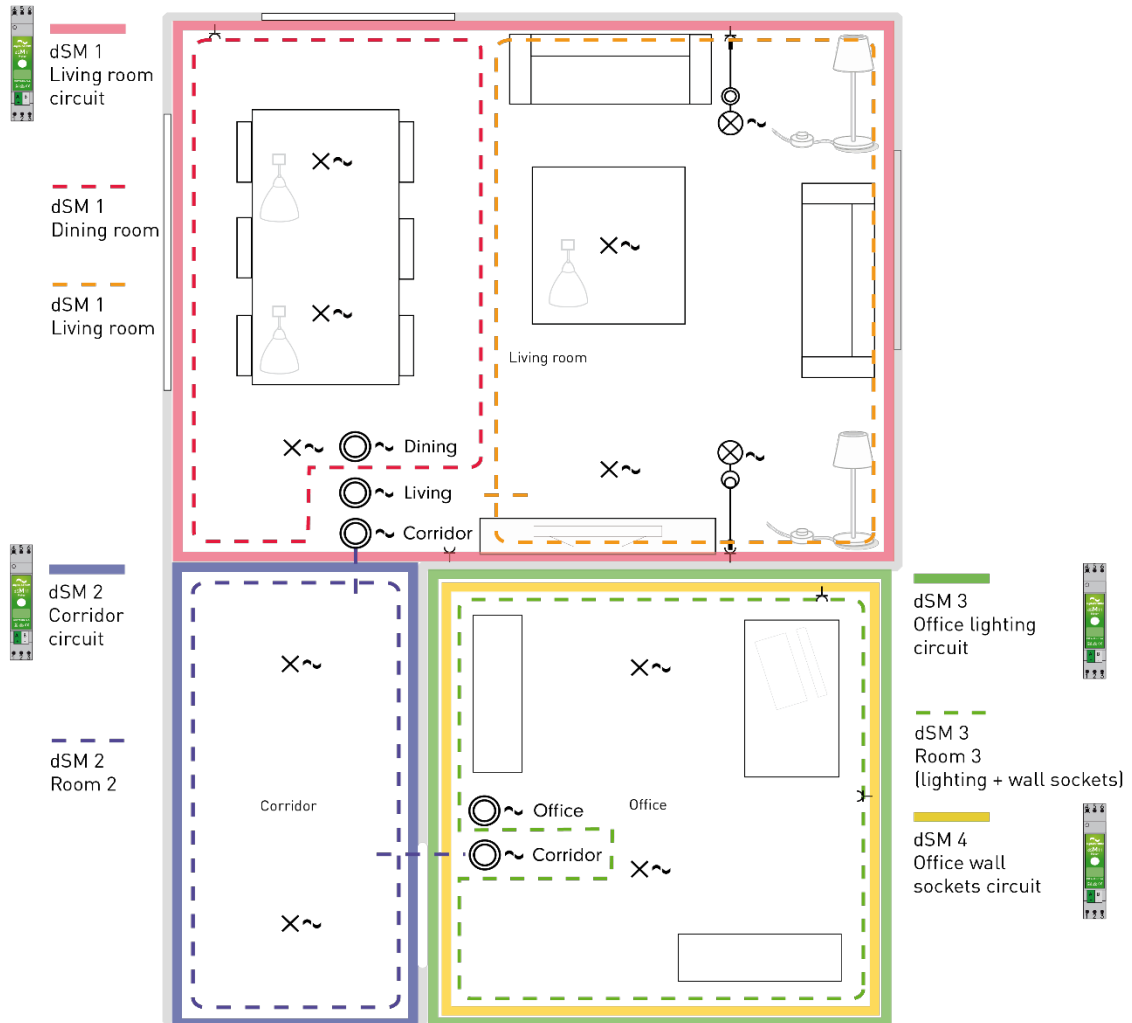 dSM 1
Living room
circuit
dSM 1
Dining room
dSM 1
Living room
Living room
Dining
Living
Corridor
dSM 2
Corridor
circuit
dSM 2
Room 2
Corridor
Office
Corridor
Office
dSM 3
Office lighting
circuit
dSM 3
Room 3
(lighting + wall sockets)
dSM 4
Office wall
sockets circuit